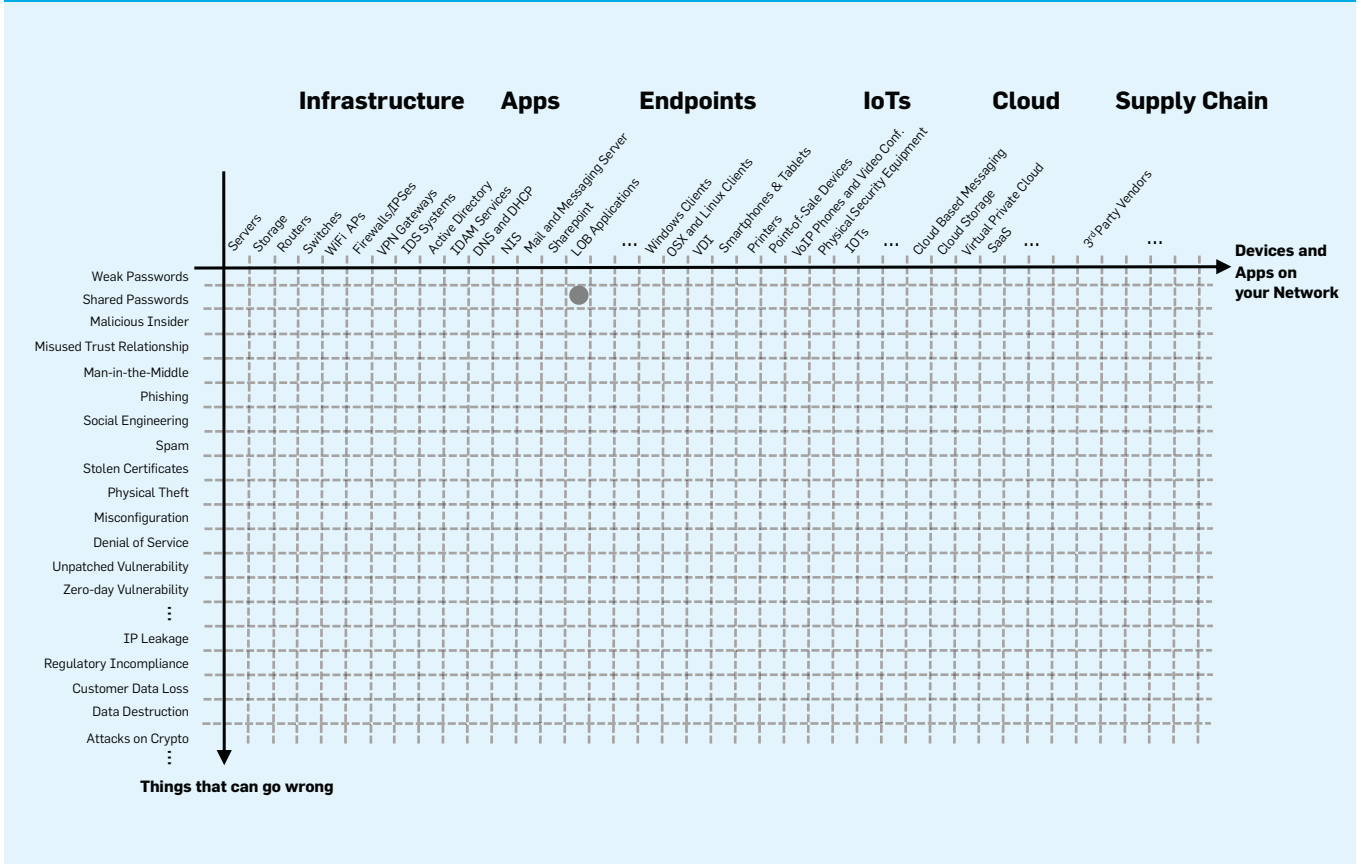 Infrastructure Apps Endpoints IoTs Cloud Supply Chain
Servers
Storage
Routers
Switches
WiFi APs
Firewalls/IPSes
VPN Gateways
IDS Systems
Active Directory
IDAM Services
DNS and DHCP
NIS
Mail and Messaging Server
Sharepoint
LOB Applications
...
Windows Clients
OSX and Linux Clients
VDI
Smartphones & Tablets
Printers
Point-of-Sale Devices
VoIP Phones and Video Conf.
Physical Security Equipment
IOTs
...
Cloud Based Messaging
Cloud Storage
Virtual Private Cloud
SaaS
...
3rd Party Vendors
...
Devices and
Apps on
your Network
Weak Passwords
Shared Passwords
Malicious Insider
Misused Trust Relationship
Man-in-the-Middle
Phishing
Social Engineering
Spam
Stolen Certificates
Physical Theft
Misconfiguration
Denial of Service
Unpatched Vulnerability
Zero-day Vulnerability
...
IP Leakage
Regulatory Incompliance
Customer Data Loss
Data Destruction
Attacks on Crypto
...
Things that can go wrong